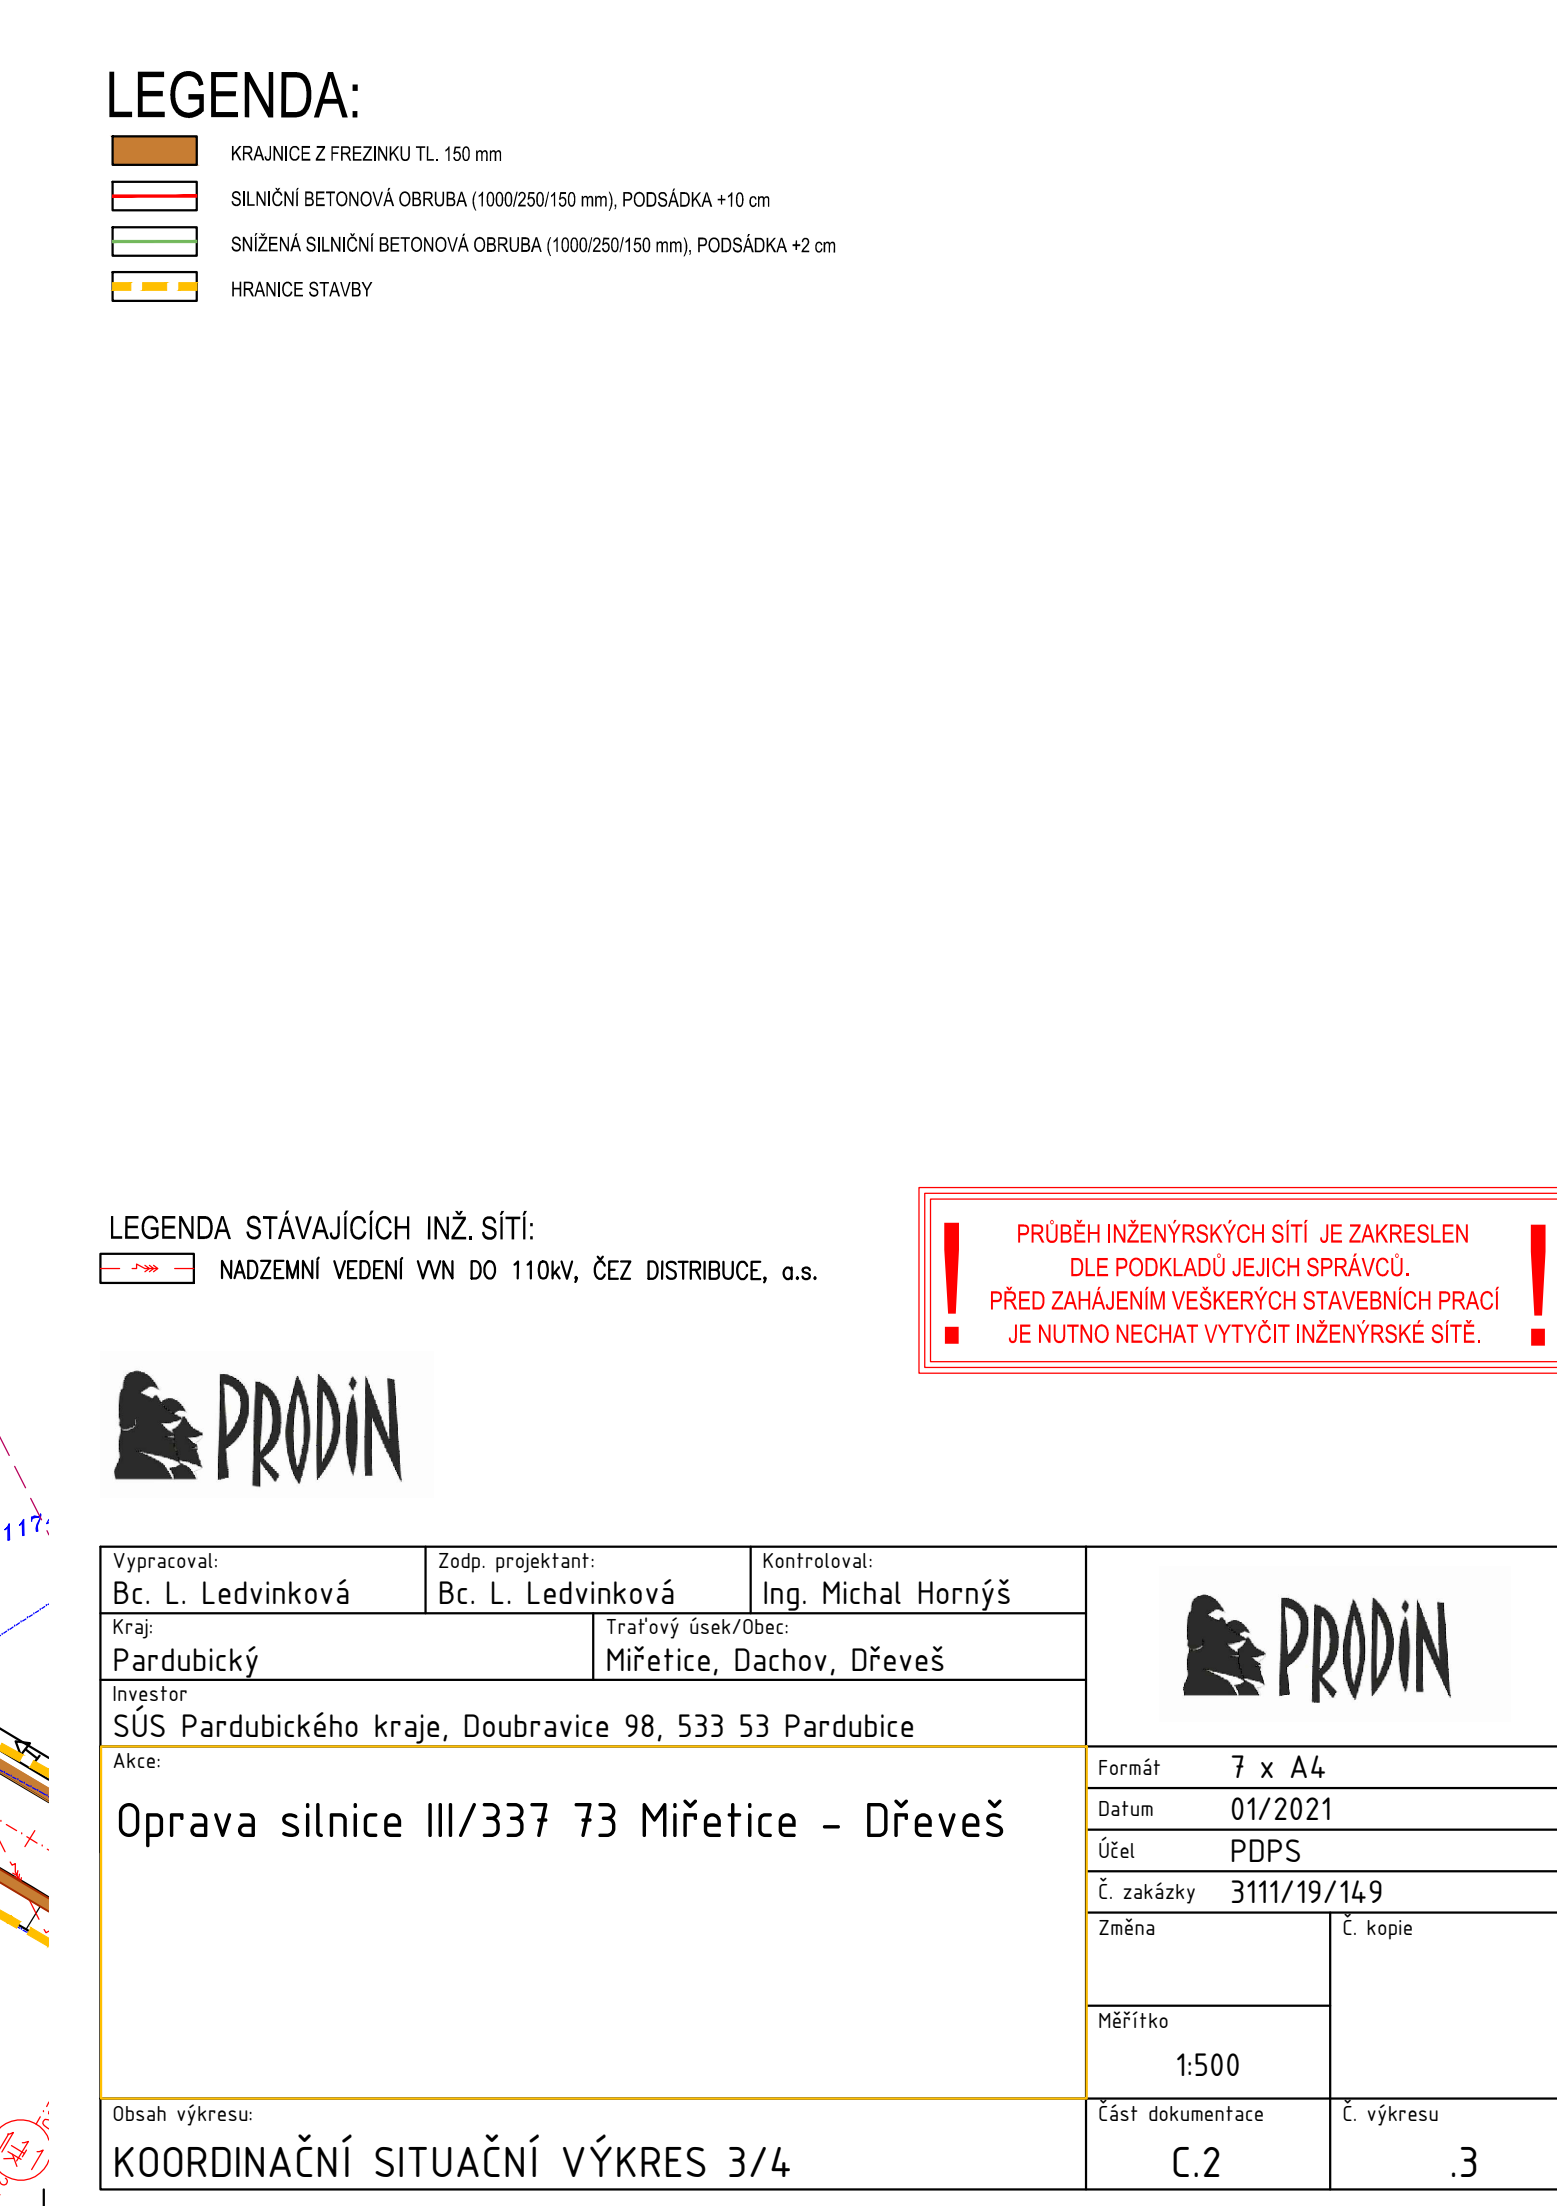 LEGENDA:
KRAJNICE Z FREZINKU TL. 150 mm
SILNIČNÍ BETONOVÁ OBRUBA (1000/250/150 mm), PODSÁDKA +10 cm
SNÍŽENÁ SILNIČNÍ BETONOVÁ OBRUBA (1000/250/150 mm), PODSÁDKA +2 cm
HRANICE STAVBY
LEGENDA STÁVAJÍCÍCH INŽ. SÍTÍ:
NADZEMNÍ VEDENÍ VVN DO 110kV, ČEZ DISTRIBUCE, a.s.
! PRŮBĚH INŽENÝRSKÝCH SÍTÍ JE ZAKRESLEN !
DLE PODKLADŮ JEJICH SPRÁVCŮ.
PŘED ZAHÁJENÍM VEŠKERÝCH STAVEBNÍCH PRACÍ
JE NUTNO NECHAT VYTYČIT INŽENÝRSKÉ SÍTĚ.
PRODIN
Vypracoval:
Bc. L. Ledvinková
Zodp. projektant:
Bc. L. Ledvinková
Kontroloval:
Ing. Michal Hornýš
PRODIN
Kraj:
Pardubický
Traťový úsek/Obec:
Miřetice, Dachov, Dřeveš
Investor
SÚS Pardubického kraje, Doubravice 98, 533 53 Pardubice
Akce:
Oprava silnice III/337 73 Miřetice - Dřeveš
Formát 7 x A4
Datum 01/2021
Účel PDPS
Č. zakázky 3111/19/149
Změna
Č. kopie
Měřítko
1:500
Obsah výkresu:
KOORDINAČNÍ SITUAČNÍ VÝKRES 3/4
Část dokumentace
C.2
Č. výkresu
.3